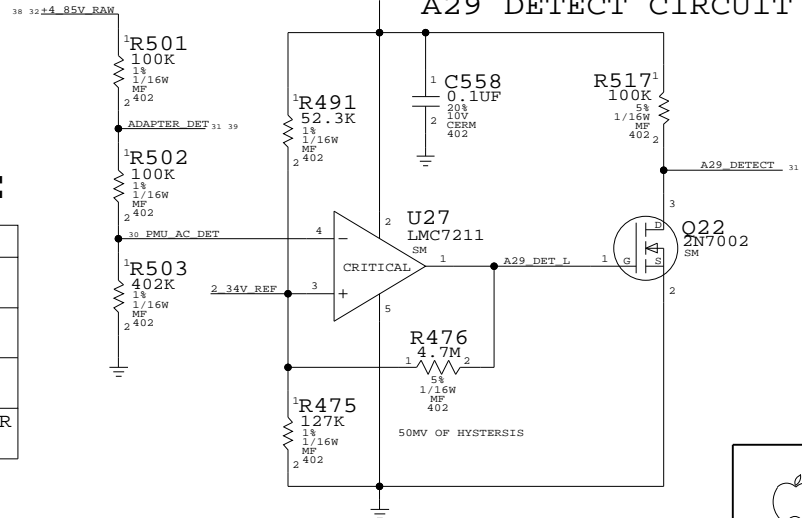 A29 DETECT CIRCUIT
38 32 +4_85V_RAW
1 R501
100K
1%
1/16W
MF
2 402
ADAPTER_DET 31 39
1 R502
100K
1%
1/16W
MF
2 402
30 PMU_AC_DET
1 R503
402K
1%
1/16W
MF
2 402
1 R491
52.3K
1%
1/16W
MF
2 402
1 C558
0.1UF
20%
10V
2 CERM
402
R517 1
100K
5%
1/16W
MF
402 2
A29_DETECT 31
2 U27
LMC7211
SM
4 −
CRITICAL
3 +
1
5
2_34V_REF
A29_DET_L
3
D
Q22
2N7002
SM
1 G S
2
R476
4.7M
1 2
5%
1/16W
MF
402
50MV OF HYSTERSIS
1 R475
127K
1%
1/16W
MF
2 402
R